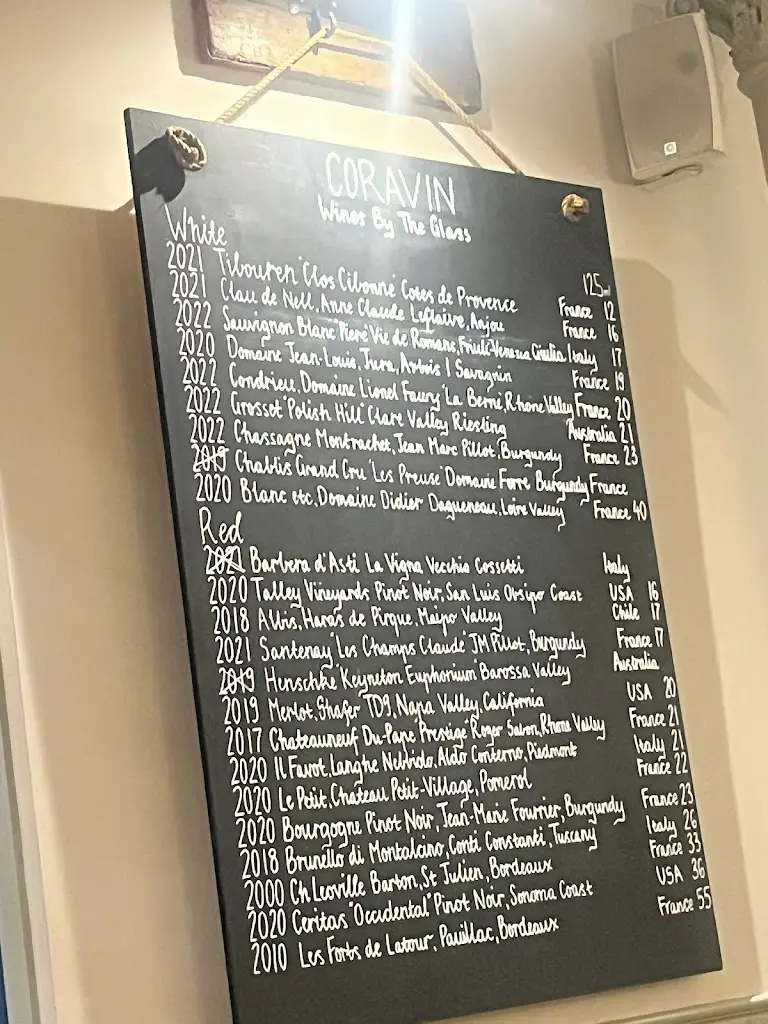 CORAVIN
Wines By The Glass
White 125ml
2021 Tibouren 'Clos Cibonne' Cotes de Provence France 12
2021 Clau de Nell, Anne Claude Leflaive, Anjou France 16
2022 Sauvignon Blanc 'Piere' Vie de Romans, Friuli-Venezia Giulia Italy 17
2020 Domaine Jean-Louis, Jura, Arbois | Savagnin France 19
2022 Condrieu, Domaine Lionel Faury 'La Berne', Rhone Valley France 20
2022 Grosset 'Polish Hill' Clare Valley Riesling Australia 21
2022 Chassagne Montrachet, Jean Marc Pillot, Burgundy France 23
2019 Chablis Grand Cru 'Les Preuse' Domaine Ferre Burgundy France
2020 Blanc etc, Domaine Didier Dagueneau, Loire Valley France 40
Red
2021 Barbera d'Asti La Vigna Vecchia Cossetti Italy
2020 Talley Vineyards Pinot Noir, San Luis Obsipo Coast USA 16
2018 Albis, Haras de Pirque, Maipo Valley Chile 17
2021 Santenay 'Les Champs Claude' JM Pillot, Burgundy France 17
2019 Henschke 'Keyneton Euphorium' Barossa Valley Australia
2019 Merlot, Shafer TD9, Napa Valley, California USA 20
2017 Chateauneuf-Du-Pape 'Prestige' Roger Sabon, Rhone Valley France 21
2020 Il Favot, Langhe Nebbiolo, Aldo Conterno, Piedmont Italy 21
2020 Le Petit, Chateau Petit-Village, Pomerol France 22
2020 Bourgogne Pinot Noir, Jean-Marie Fourrier, Burgundy France 23
2018 Brunello di Montalcino, Conti Constanti, Tuscany Italy 26
2000 Ch Leoville Barton, St Julien, Bordeaux France 33
2020 Ceritas "Occidental" Pinot Noir, Sonoma Coast USA 36
2010 Les Forts de Latour, Pauillac, Bordeaux France 55